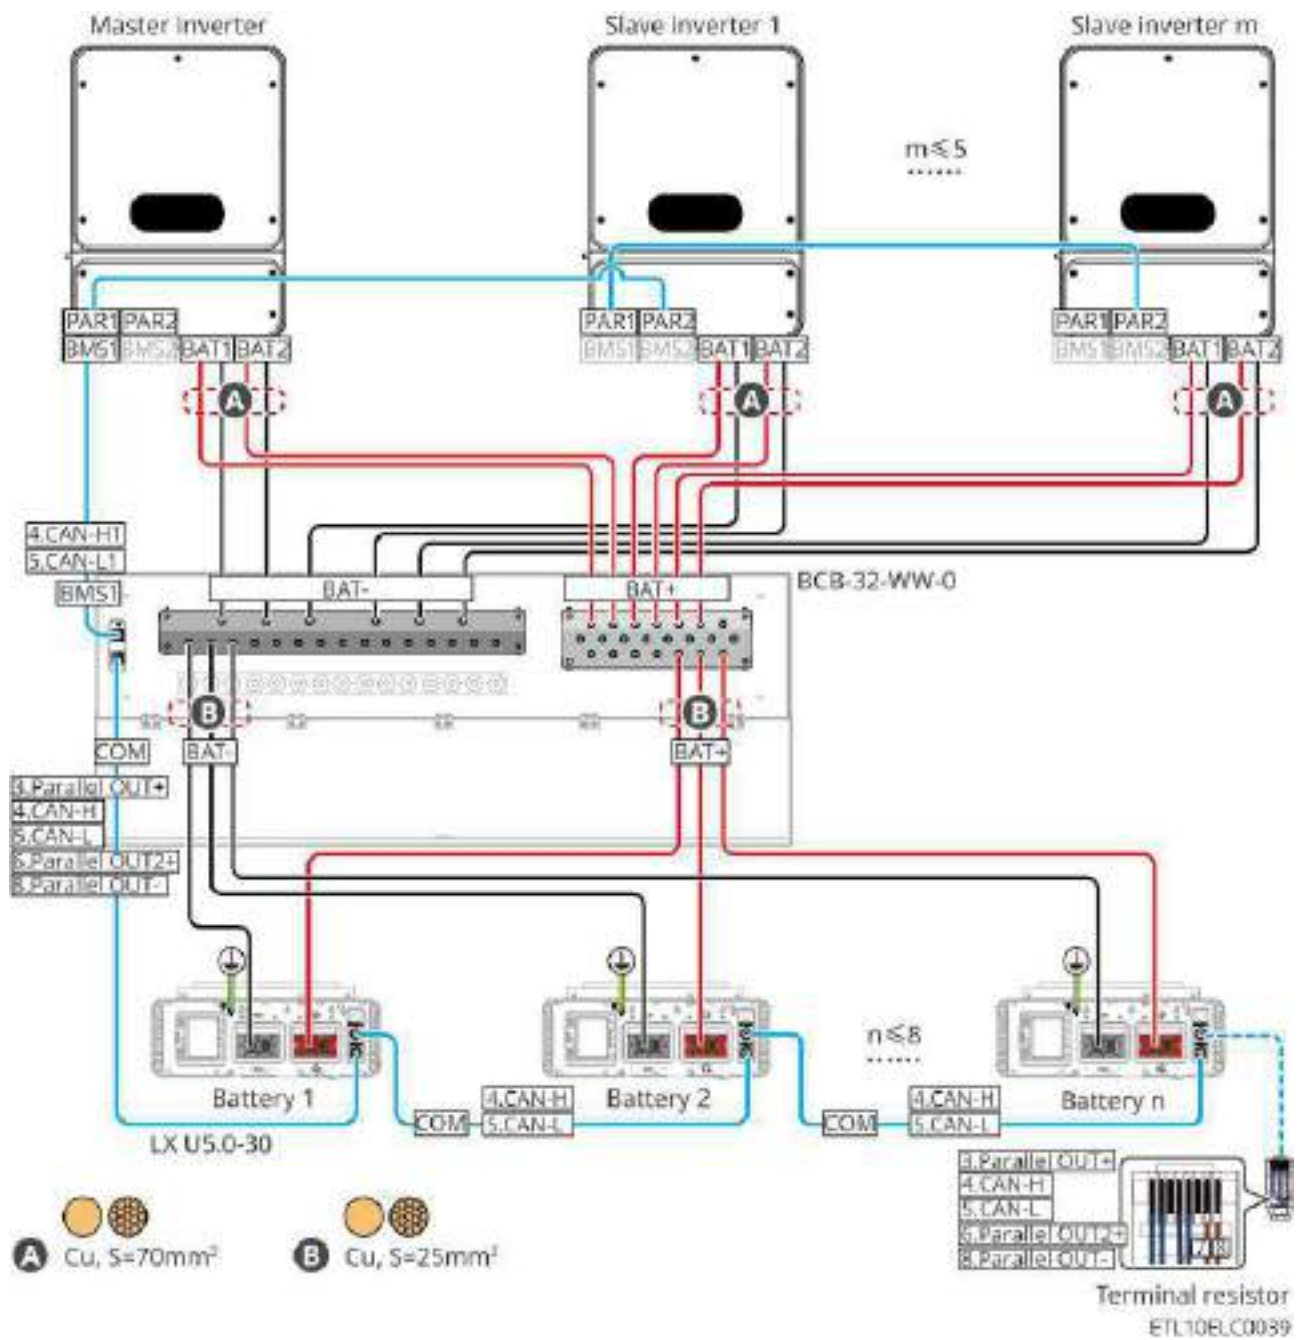 Master inverter
Slave inverter 1
Slave inverter m
m≤5
PAR1 PAR2
BMS1 BMS2 BAT1 BAT2
PAR1 PAR2
BMS1 BMS2 BAT1 BAT2
PAR1 PAR2
BMS1 BMS2 BAT1 BAT2
A
A
A
4.CAN-H1
5.CAN-L1
BMS1
BAT-
BAT+
BCB-32-WW-0
B
B
COM
BAT-
BAT+
3.Parallel OUT+
4.CAN-H
5.CAN-L
6.Parallel OUT2+
8.Parallel OUT-
n≤8
Battery 1
Battery 2
Battery n
LX U5.0-30
COM
4.CAN-H
5.CAN-L
COM
4.CAN-H
5.CAN-L
3.Parallel OUT+
4.CAN-H
5.CAN-L
6.Parallel OUT2+
8.Parallel OUT-
7 8
Terminal resistor
A Cu, S=70mm²
B Cu, S=25mm²
ETL10ELC0039